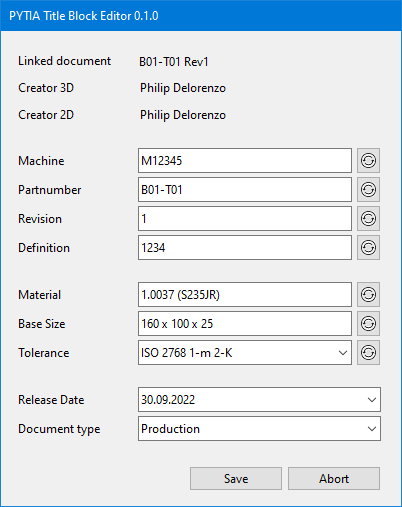 PYTIA Title Block Editor 0.1.0
Linked document B01-T01 Rev1
Creator 3D Philip Delorenzo
Creator 2D Philip Delorenzo
Machine M12345
Partnumber B01-T01
Revision 1
Definition 1234
Material 1.0037 (S235JR)
Base Size 160 x 100 x 25
Tolerance ISO 2768 1-m 2-K
Release Date 30.09.2022
Document type Production
Save Abort